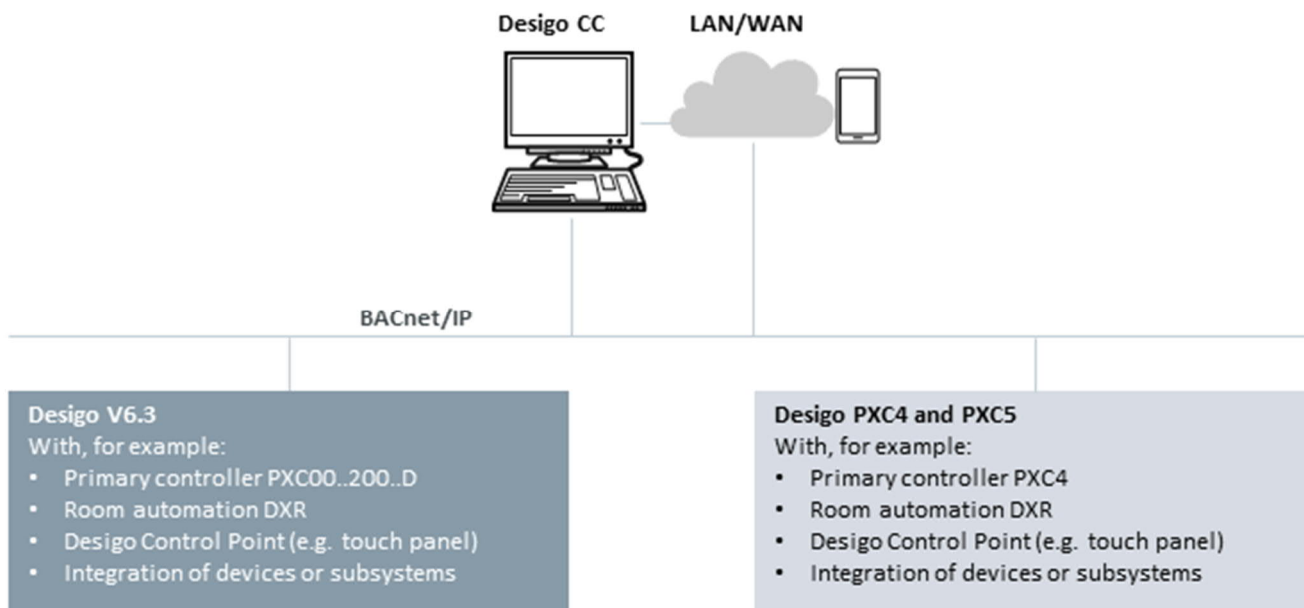 Desigo CC
LAN/WAN
BACnet/IP
Desigo V6.3
With, for example:
• Primary controller PXC00..200..D
• Room automation DXR
• Desigo Control Point (e.g. touch panel)
• Integration of devices or subsystems
Desigo PXC4 and PXC5
With, for example:
• Primary controller PXC4
• Room automation DXR
• Desigo Control Point (e.g. touch panel)
• Integration of devices or subsystems